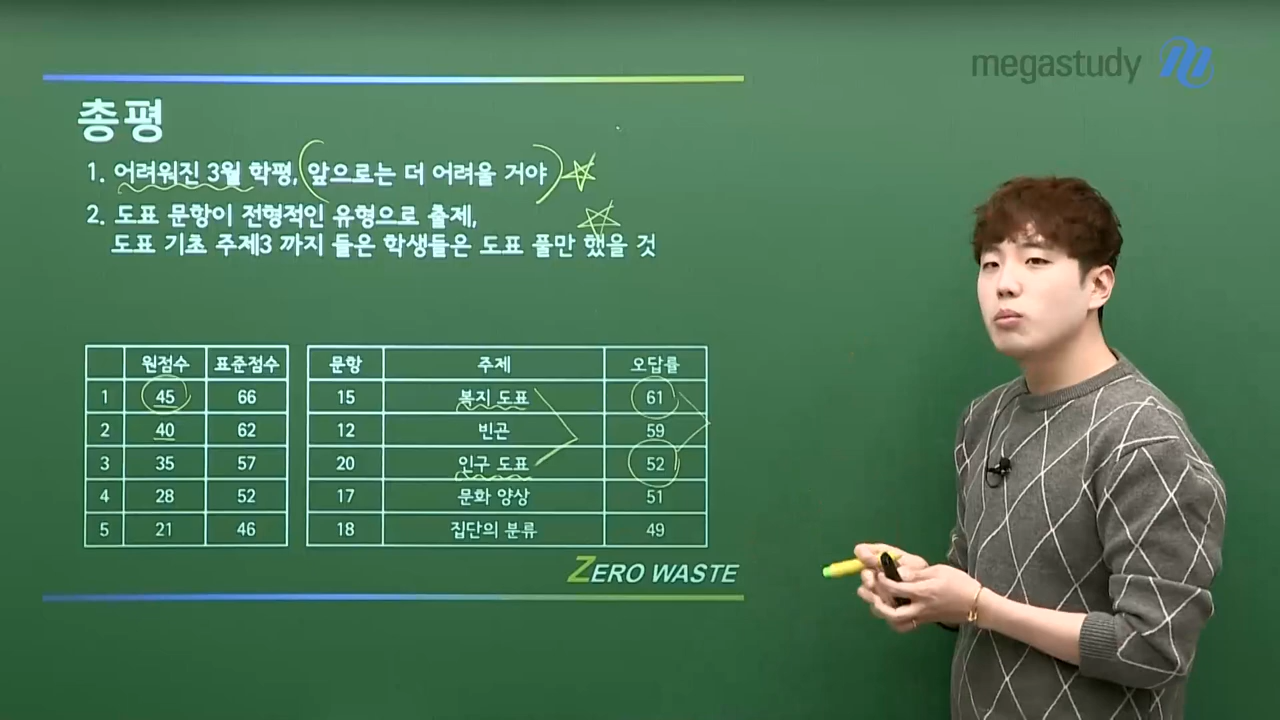 megastudy
총평
1. 어려워진 3월 학평, (앞으로는 더 어려울 거야)
2. 도표 문항이 전형적인 유형으로 출제,
도표 기초 주제3 까지 들은 학생들은 도표 풀만 했을 것
원점수 표준점수
1 45 66
2 40 62
3 35 57
4 28 52
5 21 46
문항 주제 오답률
15 복지 도표 61
12 빈곤 59
20 인구 도표 52
17 문화 양상 51
18 집단의 분류 49
ZERO WASTE